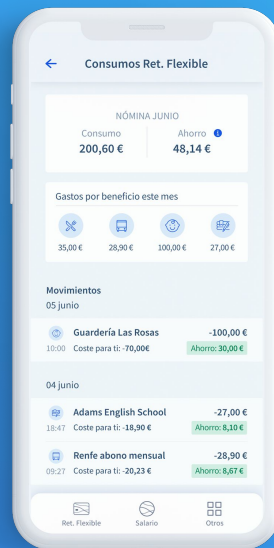 Consumos Ret. Flexible
NÓMINA JUNIO
Consumo Ahorro
200,60 € 48,14 €
Gastos por beneficio este mes
35,00 € 28,90 € 100,00 € 27,00 €
Movimientos
05 junio
Guardería Las Rosas -100,00 €
10:00 Coste para ti: -70,00€ Ahorro: 30,00 €
04 junio
Adams English School -27,00 €
18:47 Coste para ti: -18,90 € Ahorro: 8,10 €
Renfe abono mensual -28,90 €
09:27 Coste para ti: -20,23 € Ahorro: 8,67 €
Ret. Flexible Salario Otros